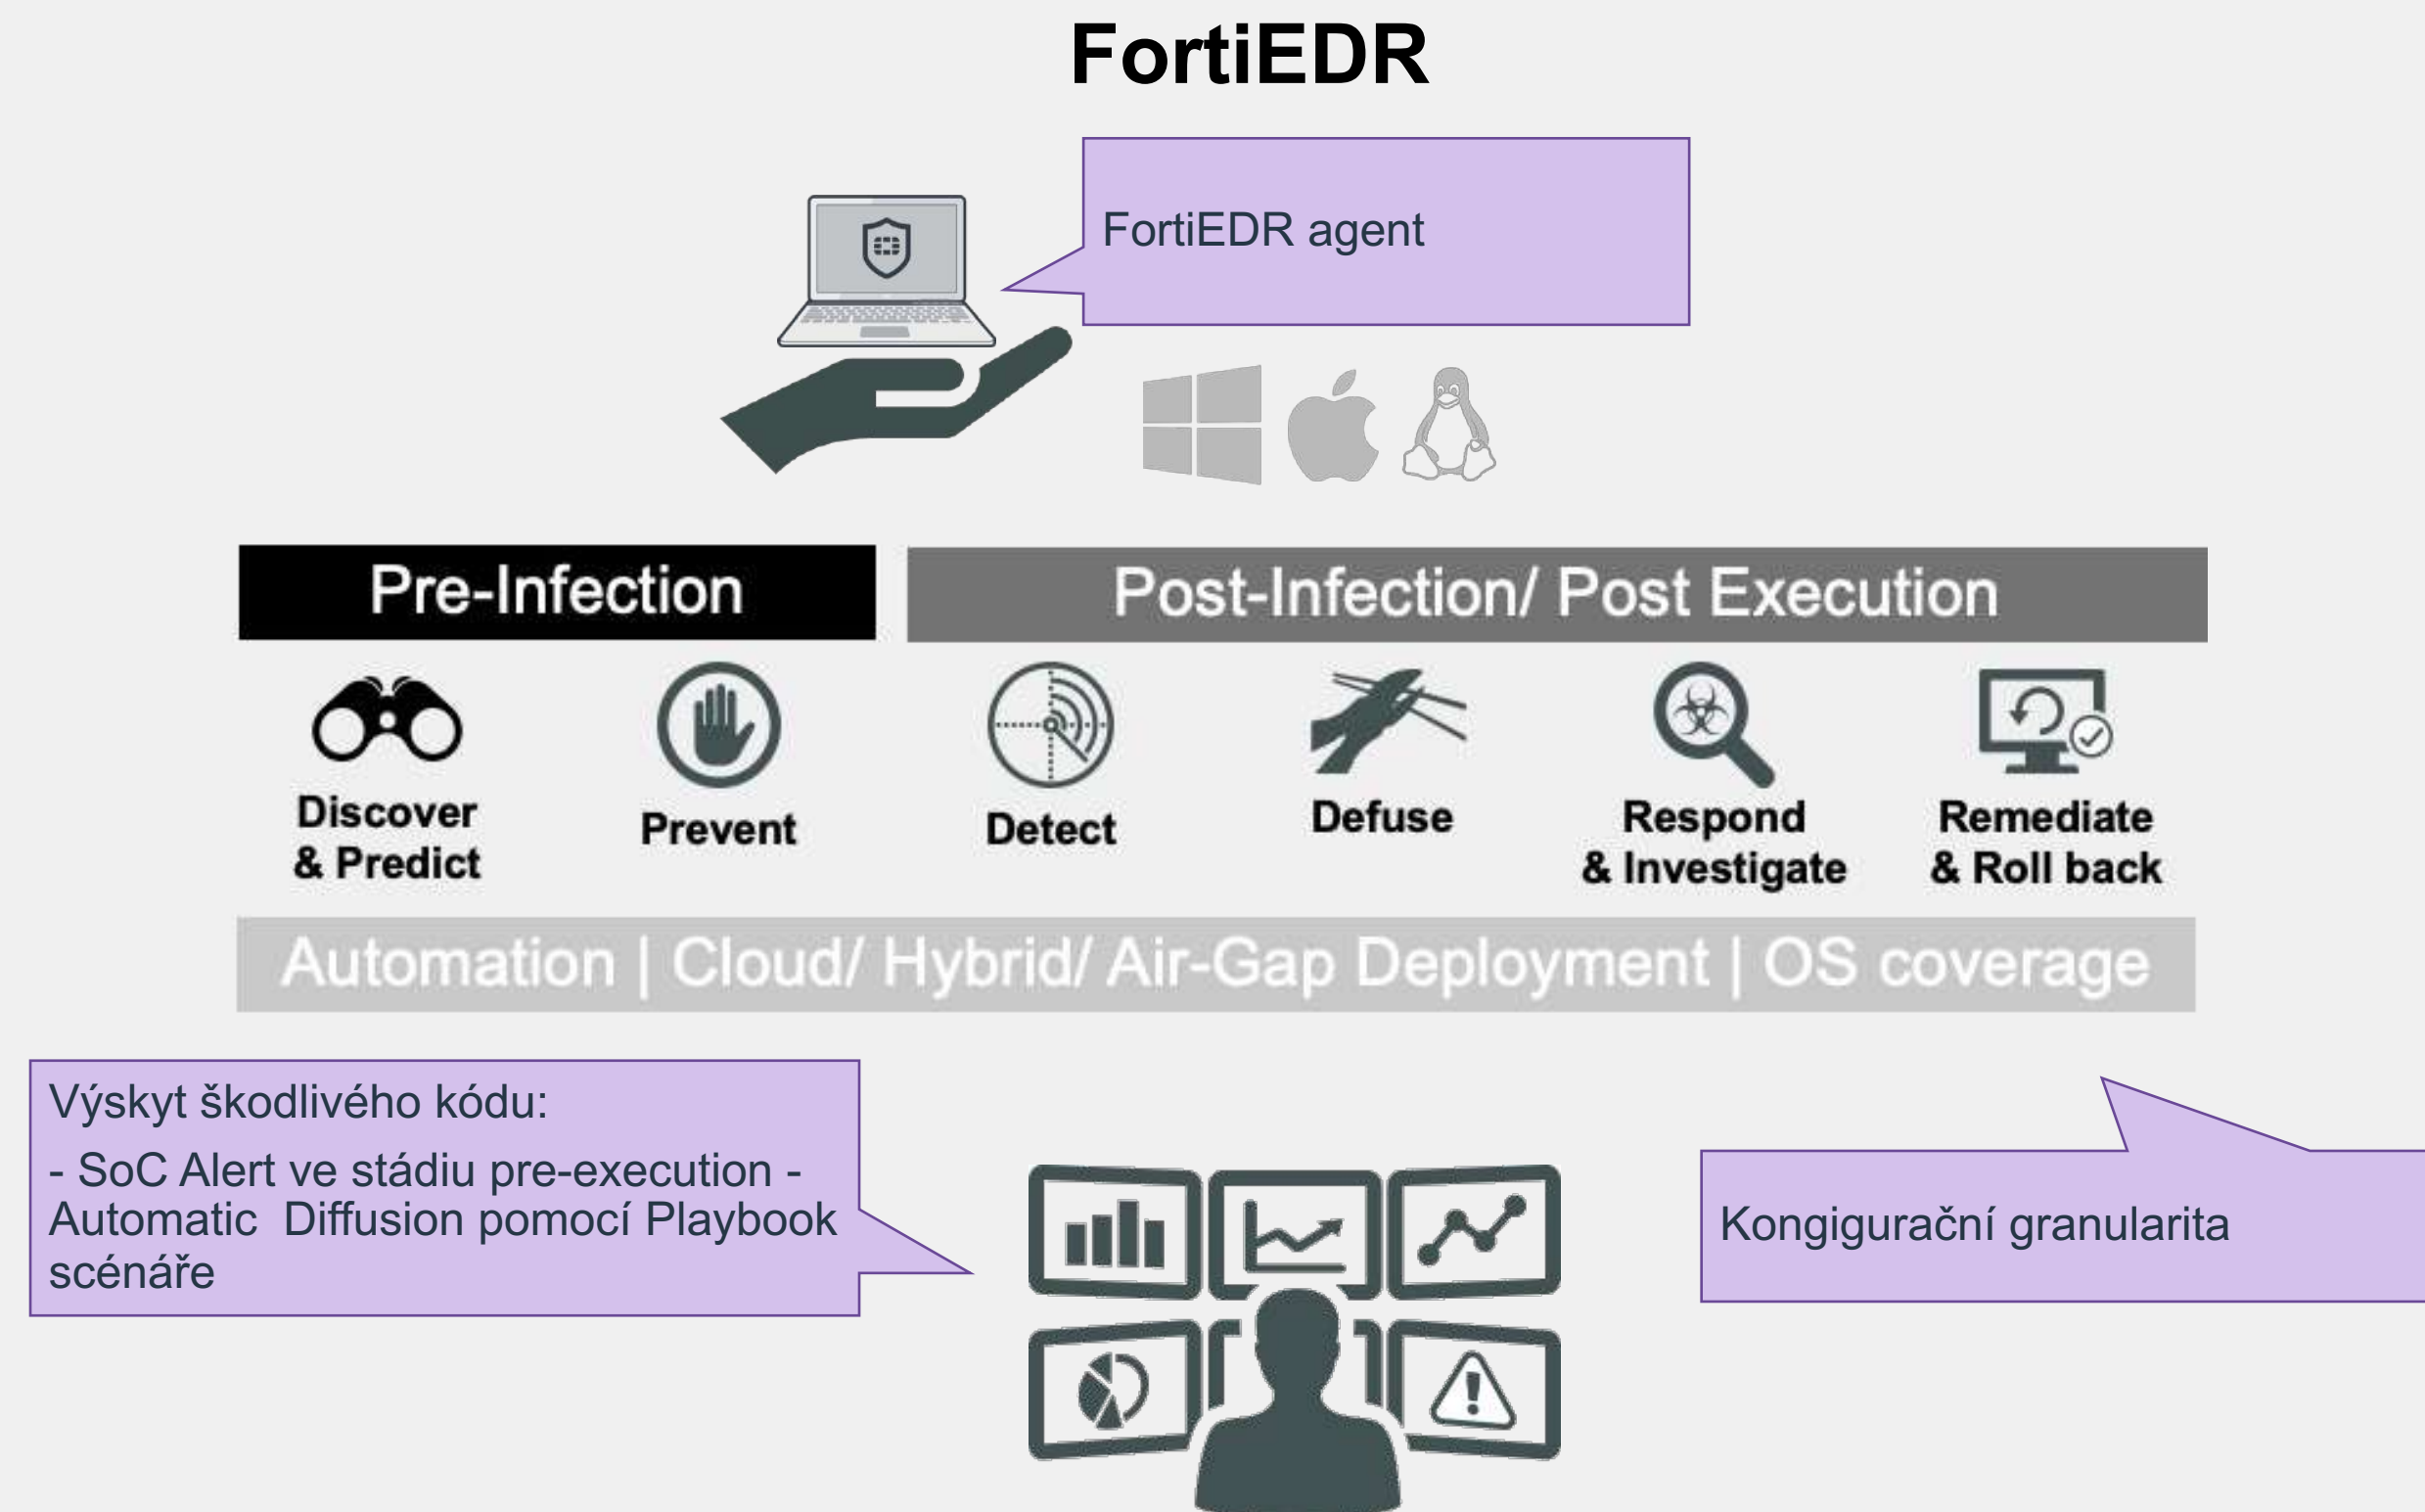 FortiEDR
FortiEDR agent
Pre-Infection
Post-Infection/ Post Execution
Discover
& Predict
Prevent
Detect
Defuse
Respond
& Investigate
Remediate
& Roll back
Automation | Cloud/ Hybrid/ Air-Gap Deployment | OS coverage
Výskyt škodlivého kódu:
- SoC Alert ve stádiu pre-execution -
Automatic  Diffusion pomocí Playbook
scénáře
Kongigurační granularita